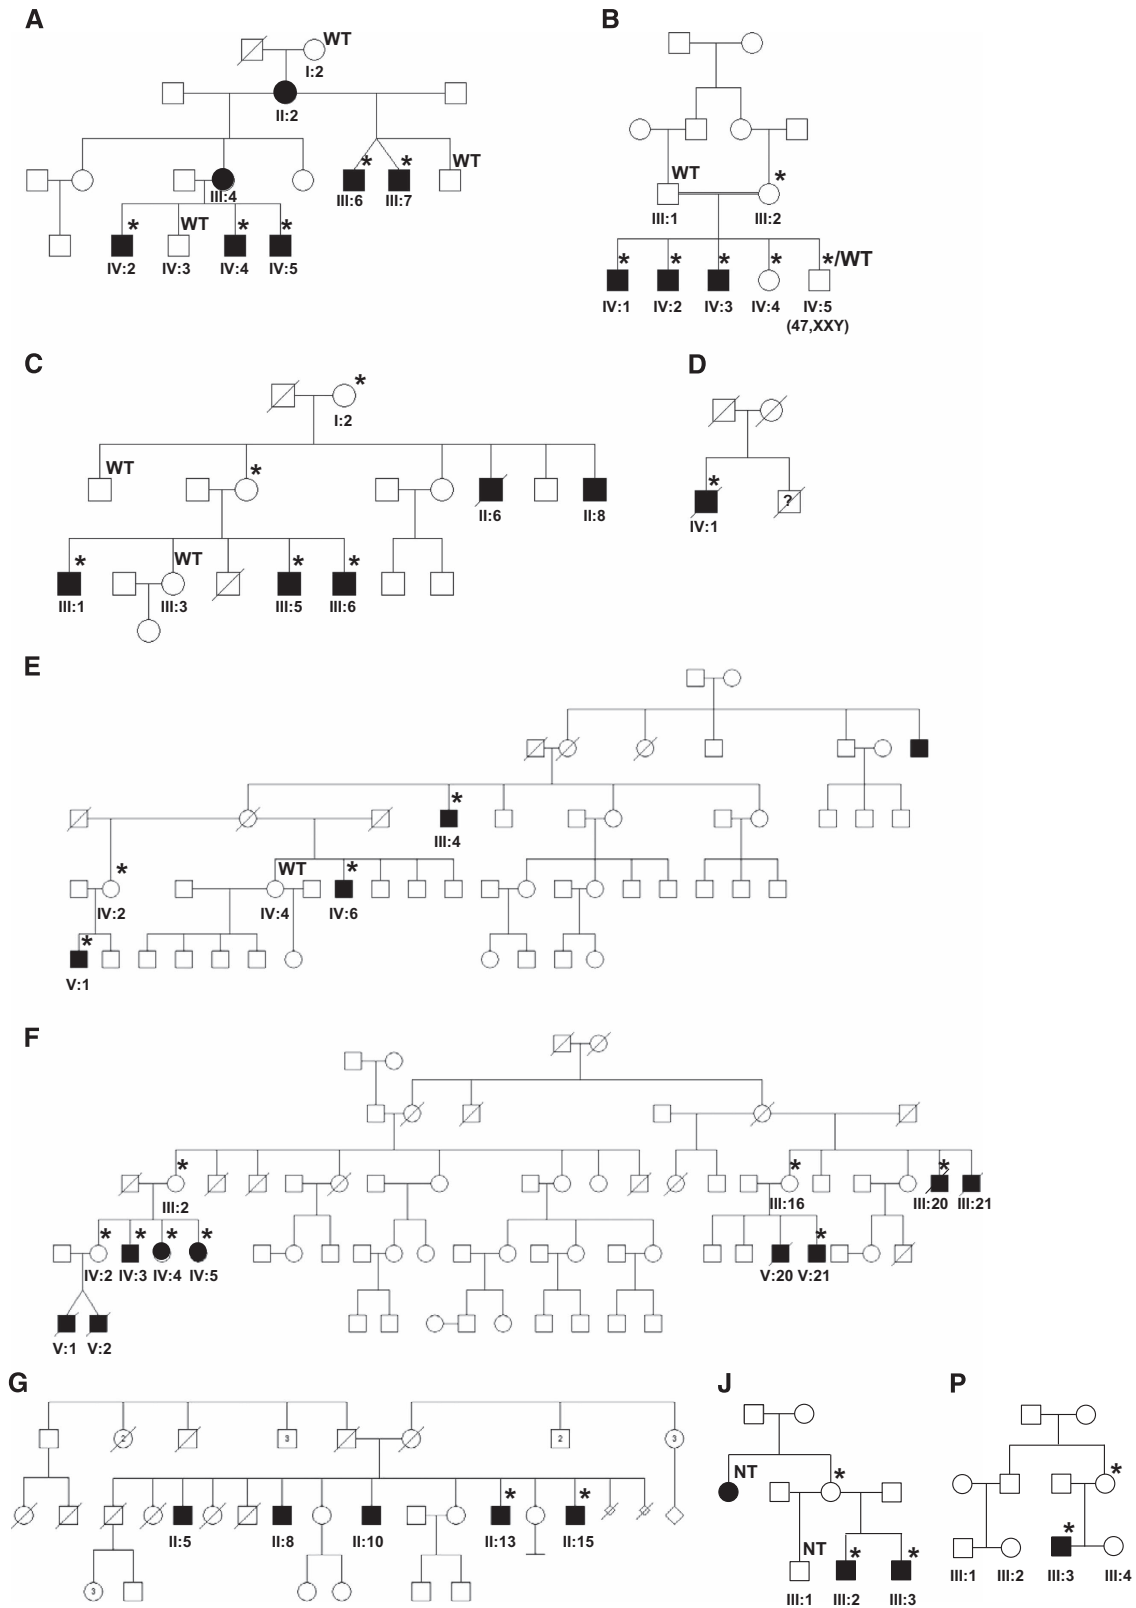 A
B
WT
I:2
II:2
WT
WT
*
* *
III:4
III:6 III:7
III:1
III:2
* WT * *
*/WT
* * * *
IV:2 IV:3 IV:4 IV:5
IV:1 IV:2 IV:3 IV:4 IV:5
(47,XXY)
C
D
*
I:2
WT
*
*
?
II:6
II:8
IV:1
* WT * *
III:1 III:3 III:5 III:6
E
*
III:4
* WT *
IV:2 IV:4 IV:6
*
V:1
F
* * *
III:2 III:16 III:20 III:21
* * * * *
IV:2 IV:3 IV:4 IV:5
V:20 V:21
V:1 V:2
G
J
P
2 3 2 3
NT * *
* *
II:5 II:8 II:10 II:13 II:15
NT * * *
3
III:1 III:2 III:3
III:1 III:2 III:3 III:4